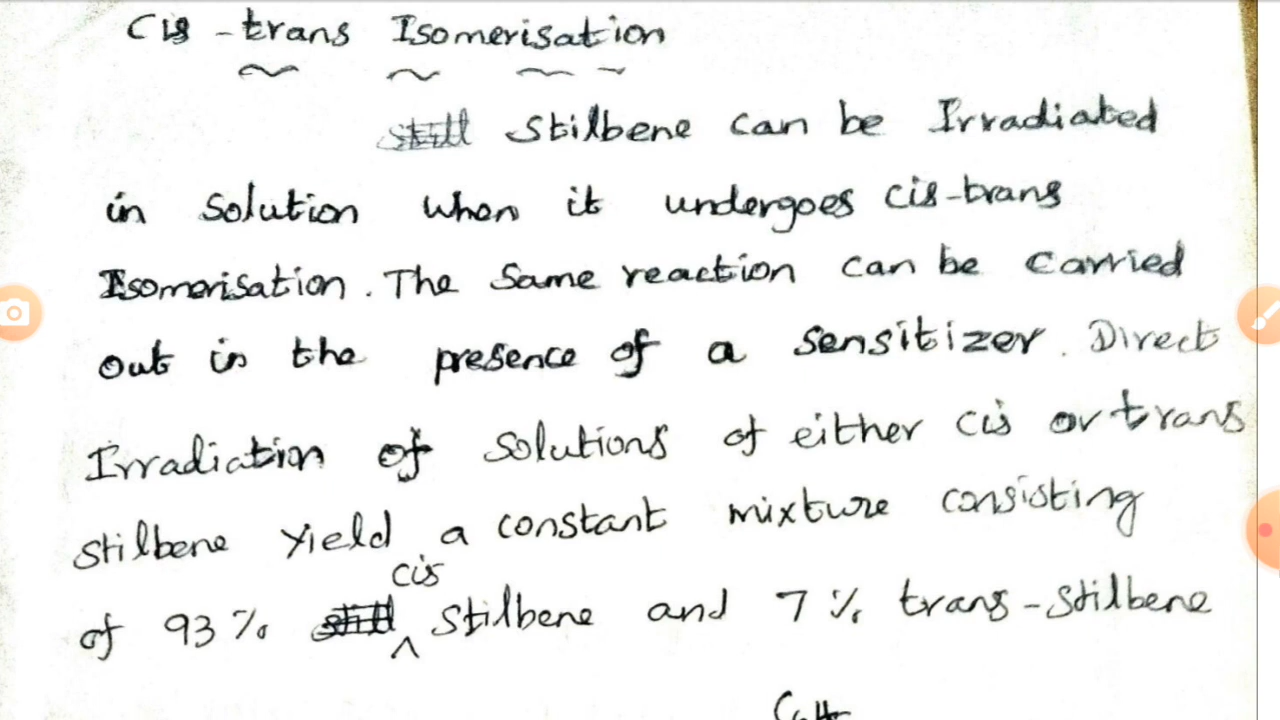 Cis - trans Isomerisation
Stilbene can be Irradiated
in solution when it undergoes cis-trans
Isomerisation. The same reaction can be carried
out in the presence of a sensitizer. Direct
Irradiation of solutions of either cis or trans
stilbene yield a constant mixture consisting
cis
of 93% stilbene and 7% trans-stilbene